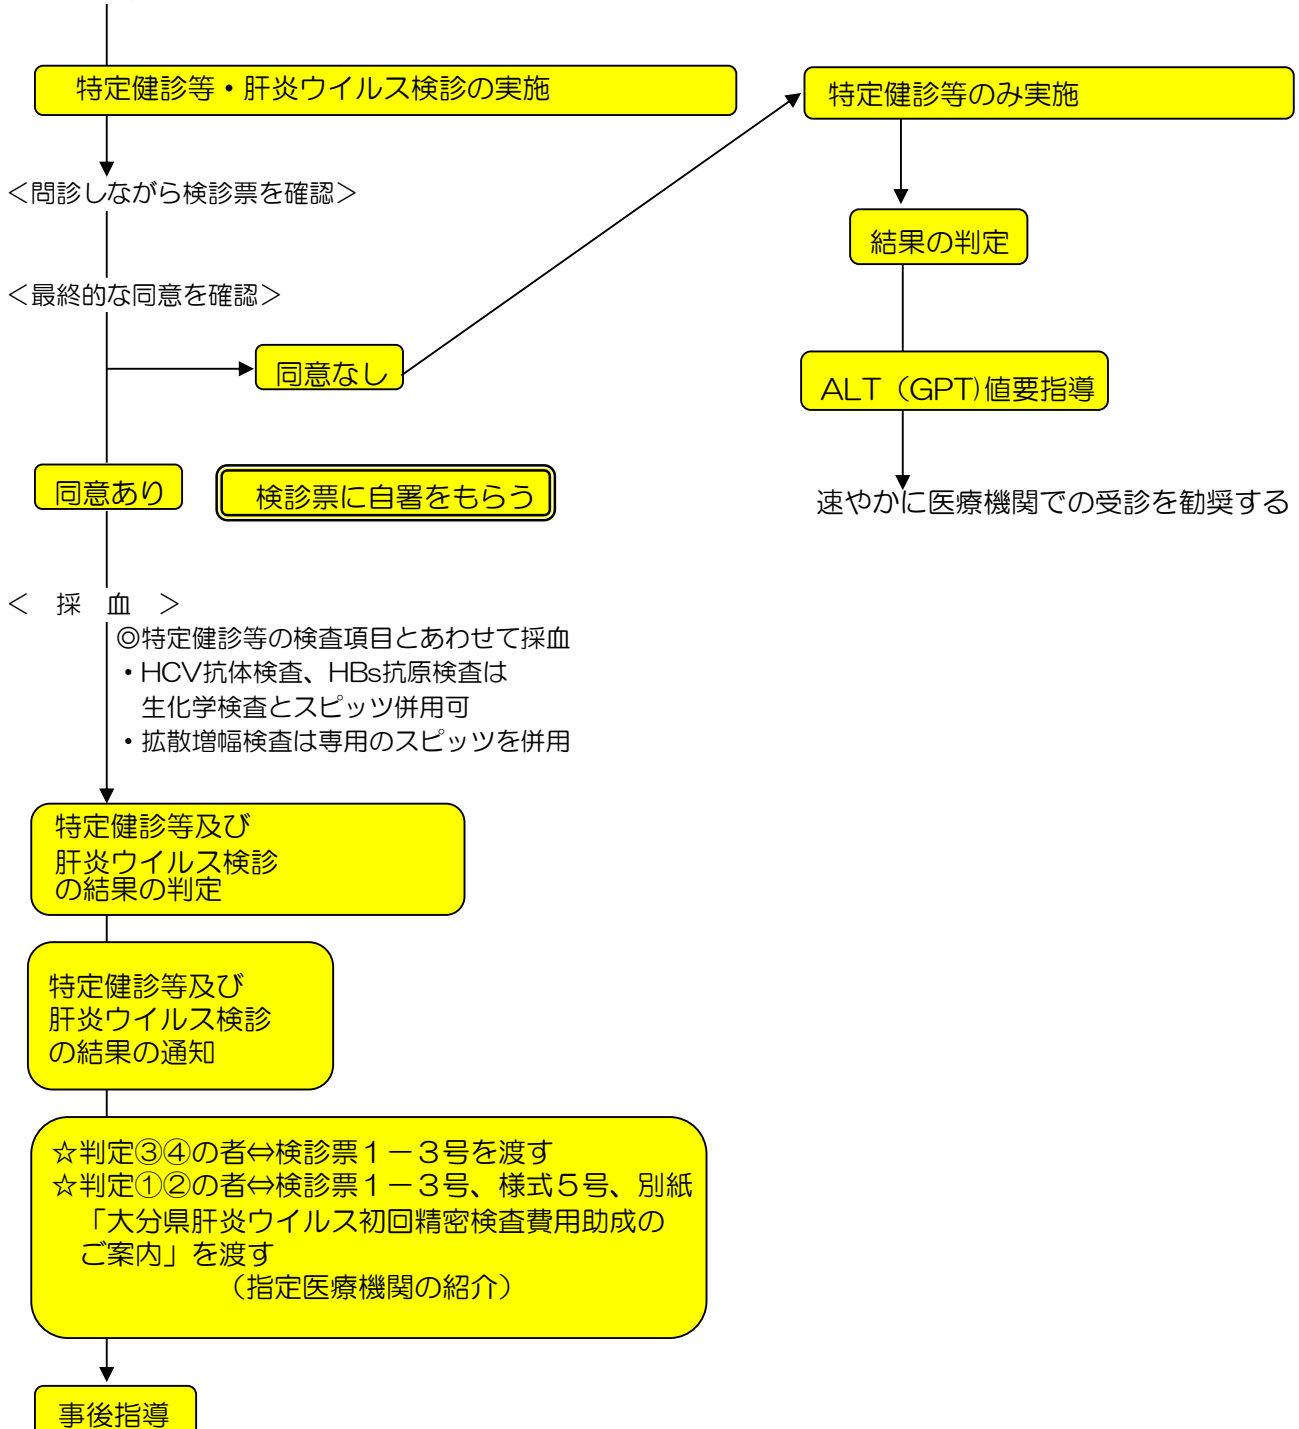 特定健診等・肝炎ウイルス検診の実施
特定健診等のみ実施
＜問診しながら検診票を確認＞
結果の判定
＜最終的な同意を確認＞
同意なし
ALT（GPT)値要指導
同意あり
検診票に自署をもらう
速やかに医療機関での受診を勧奨する
＜　採　血　＞
◎特定健診等の検査項目とあわせて採血
・HCV抗体検査、HBs抗原検査は
生化学検査とスピッツ併用可
・拡散増幅検査は専用のスピッツを併用
特定健診等及び
肝炎ウイルス検診
の結果の判定
特定健診等及び
肝炎ウイルス検診
の結果の通知
☆判定③④の者⇔検診票１－３号を渡す
☆判定①②の者⇔検診票１－３号、様式５号、別紙
「大分県肝炎ウイルス初回精密検査費用助成の
ご案内」を渡す
（指定医療機関の紹介）
事後指導